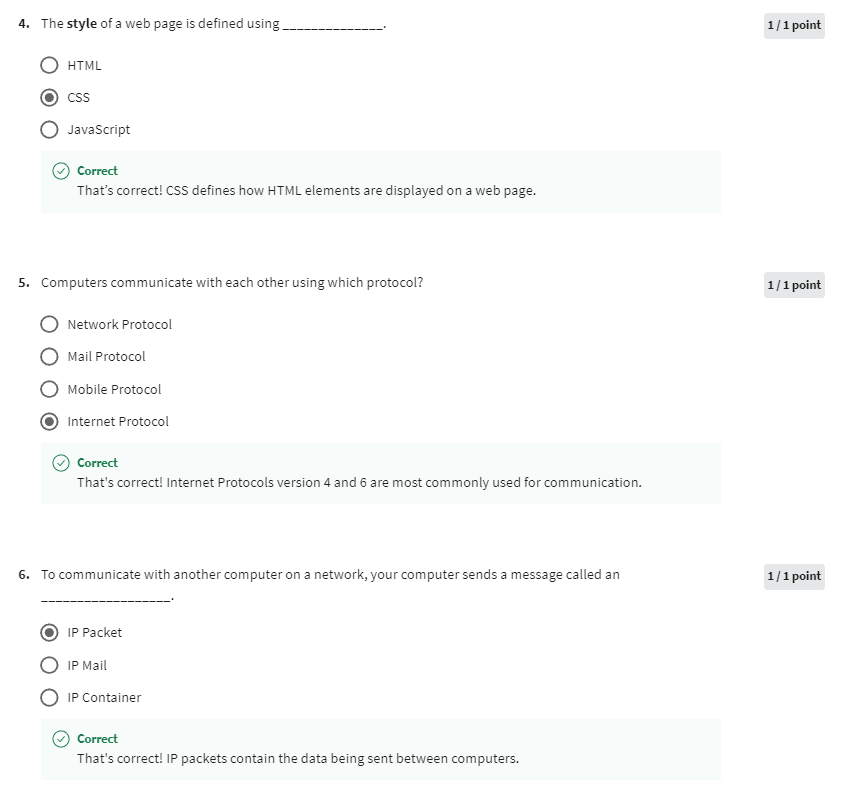 4. The style of a web page is defined using ______________. 1 / 1 point
HTML
CSS
JavaScript
Correct
That's correct! CSS defines how HTML elements are displayed on a web page.
5. Computers communicate with each other using which protocol? 1 / 1 point
Network Protocol
Mail Protocol
Mobile Protocol
Internet Protocol
Correct
That's correct! Internet Protocols version 4 and 6 are most commonly used for communication.
6. To communicate with another computer on a network, your computer sends a message called an 1 / 1 point
__________________.
IP Packet
IP Mail
IP Container
Correct
That's correct! IP packets contain the data being sent between computers.